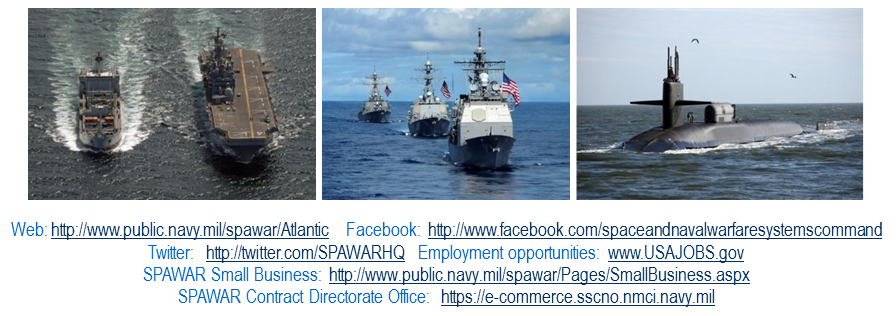 Web: http://www.public.navy.mil/spawar/Atlantic Facebook: http://www.facebook.com/spaceandnavalwarfaresystemscommand
Twitter: http://twitter.com/SPAWARHQ Employment opportunities: www.USAJOBS.gov
SPAWAR Small Business: http://www.public.navy.mil/spawar/Pages/SmallBusiness.aspx
SPAWAR Contract Directorate Office: https://e-commerce.sscno.nmci.navy.mil